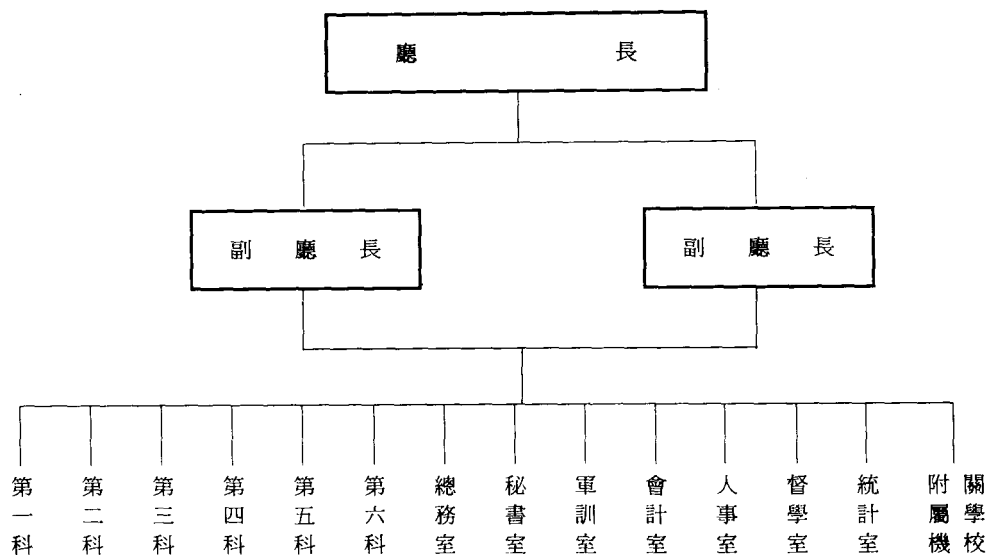 廳長
副廳長
副廳長
第一科
第二科
第三科
第四科
第五科
第六科
總務室
秘書室
軍訓室
會計室
人事室
督學室
統計室
附屬機
關學校